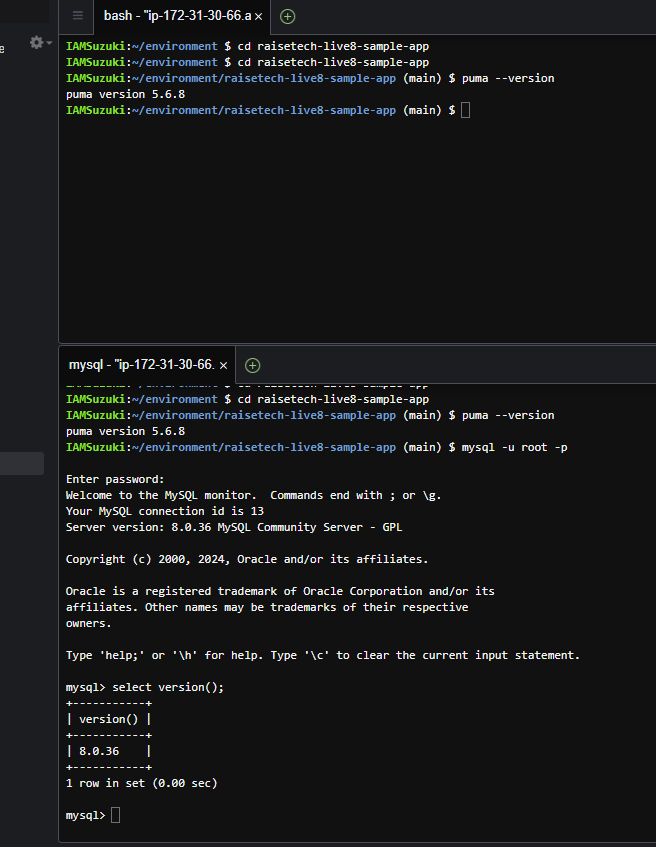 e
bash - "ip-172-31-30-66.a ×
IAMSuzuki:~/environment $ cd raisetech-live8-sample-app
IAMSuzuki:~/environment $ cd raisetech-live8-sample-app
IAMSuzuki:~/environment/raisetech-live8-sample-app (main) $ puma --version
puma version 5.6.8
IAMSuzuki:~/environment/raisetech-live8-sample-app (main) $
mysql - "ip-172-31-30-66. ×
IAMSuzuki:~/environment $ cd raisetech-live8-sample-app
IAMSuzuki:~/environment/raisetech-live8-sample-app (main) $ puma --version
puma version 5.6.8
IAMSuzuki:~/environment/raisetech-live8-sample-app (main) $ mysql -u root -p
Enter password:
Welcome to the MySQL monitor.  Commands end with ; or \g.
Your MySQL connection id is 13
Server version: 8.0.36 MySQL Community Server - GPL
Copyright (c) 2000, 2024, Oracle and/or its affiliates.
Oracle is a registered trademark of Oracle Corporation and/or its
affiliates. Other names may be trademarks of their respective
owners.
Type 'help;' or '\h' for help. Type '\c' to clear the current input statement.
mysql> select version();
+-----------+
| version() |
+-----------+
| 8.0.36    |
+-----------+
1 row in set (0.00 sec)
mysql>